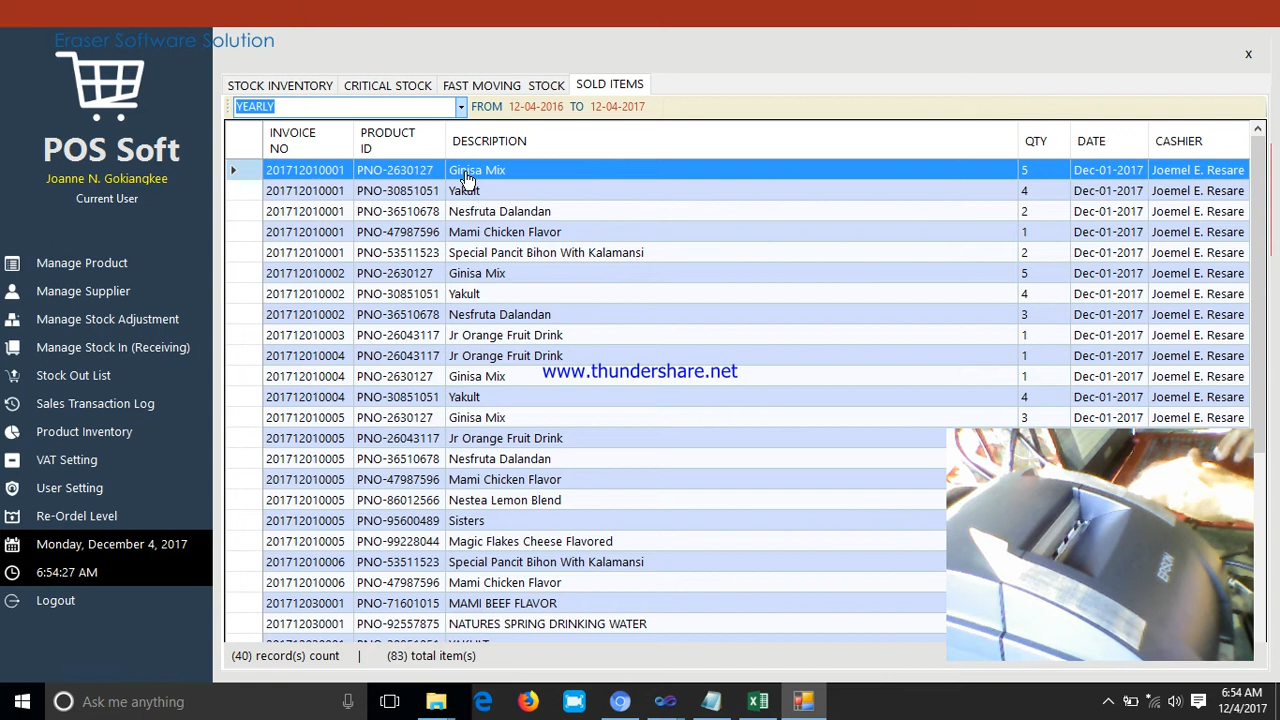 Eraser Software Solution
x
POS Soft
Joanne N. Gokiangkee
Current User
Manage Product
Manage Supplier
Manage Stock Adjustment
Manage Stock In (Receiving)
Stock Out List
Sales Transaction Log
Product Inventory
VAT Setting
User Setting
Re-Ordel Level
Monday, December 4, 2017
6:54:27 AM
Logout
STOCK INVENTORY CRITICAL STOCK FAST MOVING STOCK SOLD ITEMS
YEARLY FROM 12-04-2016 TO 12-04-2017
INVOICE NO PRODUCT ID DESCRIPTION QTY DATE CASHIER
201712010001 PNO-2630127 Ginisa Mix 5 Dec-01-2017 Joemel E. Resare
201712010001 PNO-30851051 Yakult 4 Dec-01-2017 Joemel E. Resare
201712010001 PNO-36510678 Nesfruta Dalandan 2 Dec-01-2017 Joemel E. Resare
201712010001 PNO-47987596 Mami Chicken Flavor 1 Dec-01-2017 Joemel E. Resare
201712010001 PNO-53511523 Special Pancit Bihon With Kalamansi 2 Dec-01-2017 Joemel E. Resare
201712010002 PNO-2630127 Ginisa Mix 5 Dec-01-2017 Joemel E. Resare
201712010002 PNO-30851051 Yakult 4 Dec-01-2017 Joemel E. Resare
201712010002 PNO-36510678 Nesfruta Dalandan 3 Dec-01-2017 Joemel E. Resare
201712010003 PNO-26043117 Jr Orange Fruit Drink 1 Dec-01-2017 Joemel E. Resare
201712010004 PNO-26043117 Jr Orange Fruit Drink 1 Dec-01-2017 Joemel E. Resare
www.thundershare.net
201712010004 PNO-2630127 Ginisa Mix 1 Dec-01-2017 Joemel E. Resare
201712010004 PNO-30851051 Yakult 4 Dec-01-2017 Joemel E. Resare
201712010005 PNO-2630127 Ginisa Mix 3 Dec-01-2017 Joemel E. Resare
201712010005 PNO-26043117 Jr Orange Fruit Drink
201712010005 PNO-36510678 Nesfruta Dalandan
201712010005 PNO-47987596 Mami Chicken Flavor
201712010005 PNO-86012566 Nestea Lemon Blend
201712010005 PNO-95600489 Sisters
201712010005 PNO-99228044 Magic Flakes Cheese Flavored
201712010006 PNO-53511523 Special Pancit Bihon With Kalamansi
201712010006 PNO-47987596 Mami Chicken Flavor
201712030001 PNO-71601015 MAMI BEEF FLAVOR
201712030001 PNO-92557875 NATURES SPRING DRINKING WATER
EPSON
(40) record(s) count | (83) total item(s)
Ask me anything
6:54 AM
12/4/2017